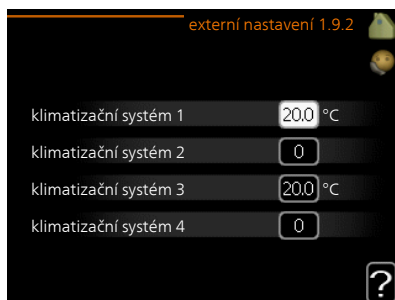 externí nastavení 1.9.2
klimatizační systém 1 20.0 °C
klimatizační systém 2 0
klimatizační systém 3 20.0 °C
klimatizační systém 4 0
?